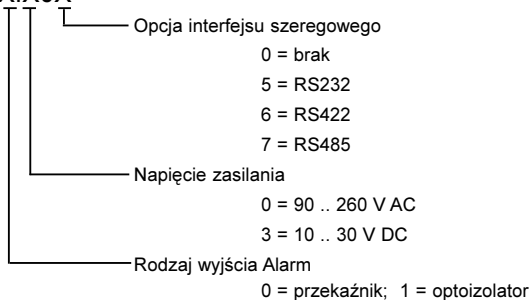 Opcja interfejsu szeregowego
0 = brak
5 = RS232
6 = RS422
7 = RS485
Napięcie zasilania
0 = 90 .. 260 V AC
3 = 10 .. 30 V DC
Rodzaj wyjścia Alarm
0 = przekaźnik; 1 = optoizolator